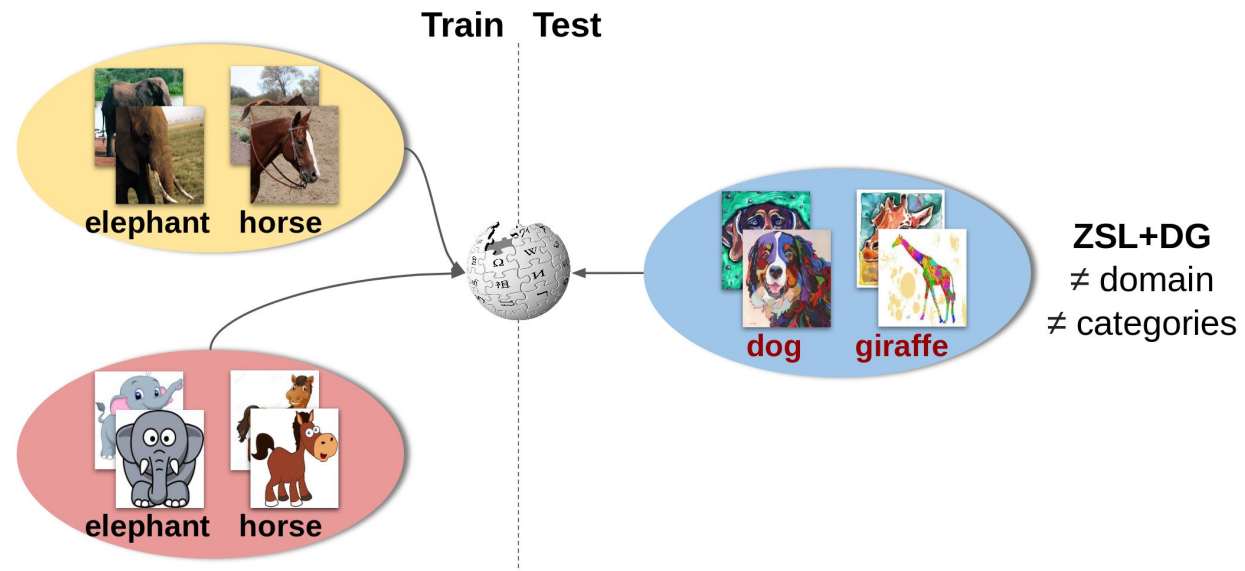 Train
Test
elephant
horse
dog
giraffe
ZSL+DG
≠ domain
≠ categories
elephant
horse